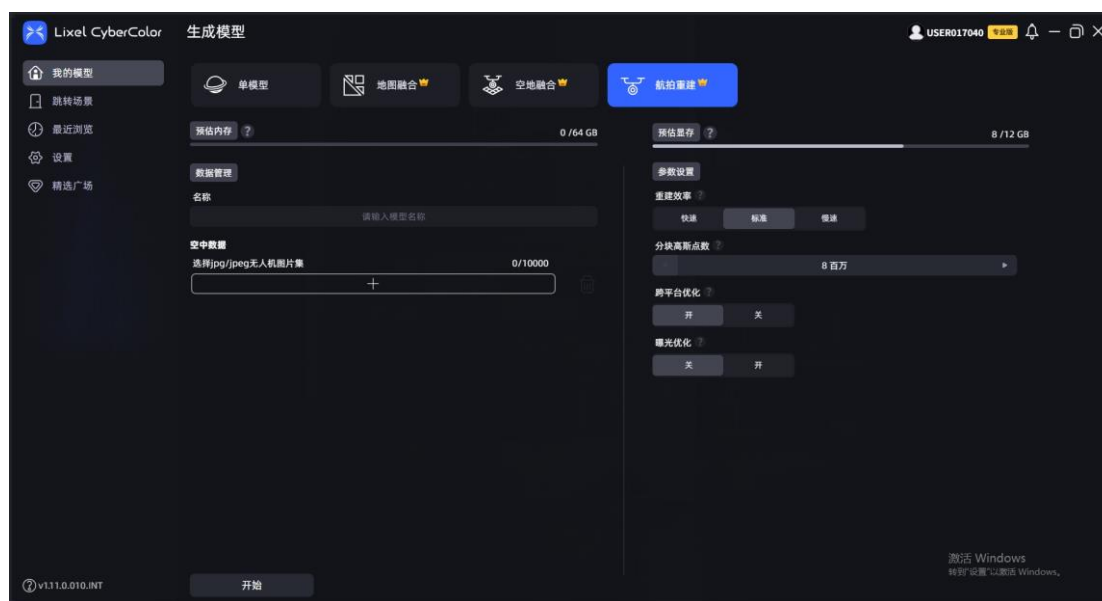 Lixel CyberColor
生成模型
USER017040 专业版
我的模型
跳转场景
最近浏览
设置
精选广场
单模型
地图融合
空地融合
航拍重建
预估内存 ?
0 /64 GB
数据管理
名称
请输入模型名称
空中数据
选择jpg/jpeg无人机图片集
0/10000
预估显存 ?
8 /12 GB
参数设置
重建效率 ?
快速 标准 慢速
分块高斯点数 ?
8 百万
跨平台优化 ?
开 关
曝光优化 ?
关 开
激活 Windows
转到"设置"以激活 Windows。
? v1.11.0.010.INT
开始